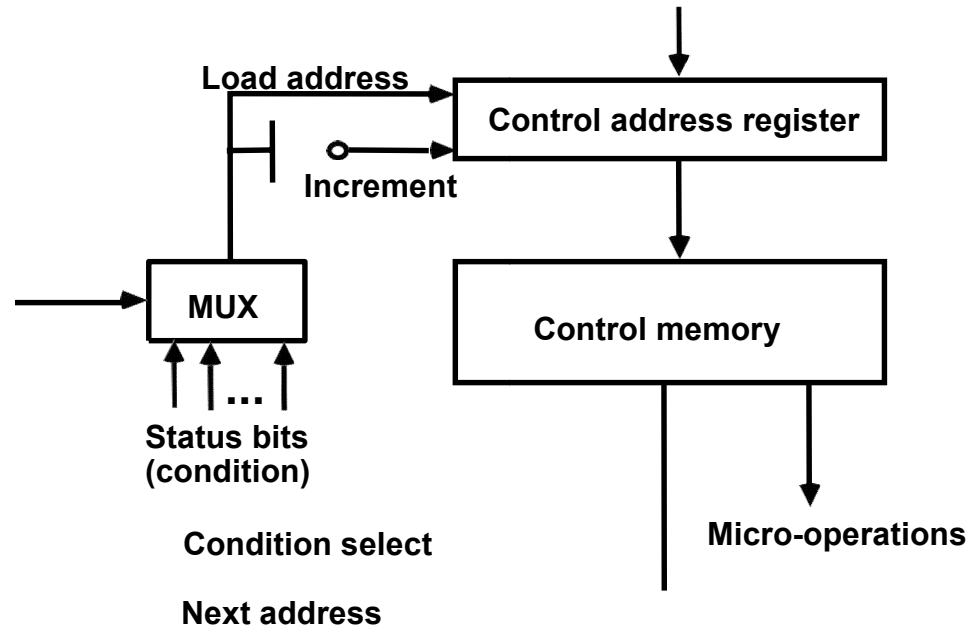 Load address
Control address register
Increment
MUX
Control memory
...
Status bits
(condition)
Micro-operations
Condition select
Next address